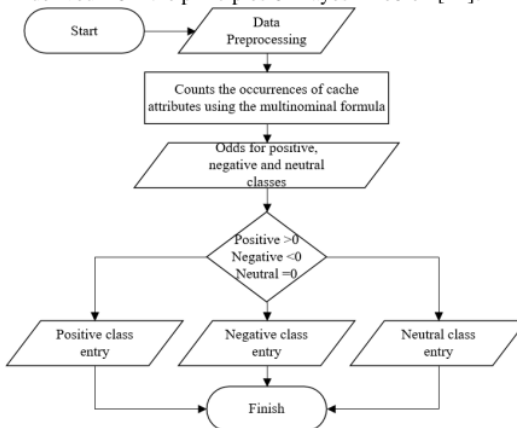 Start
Data
Preprocessing
Counts the occurrences of cache
attributes using the multinominal formula
Odds for positive,
negative and neutral
classes
Positive >0
Negative <0
Neutral =0
Positive class
entry
Negative class
entry
Neutral class
entry
Finish